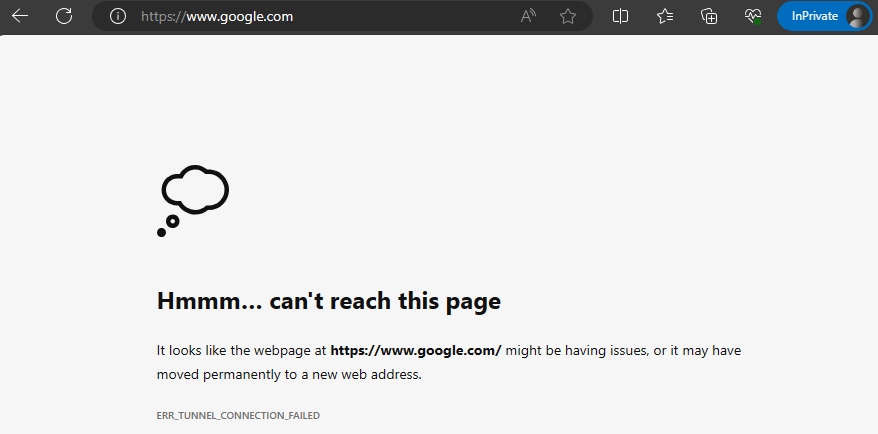 https://www.google.com
InPrivate
Hmmm... can't reach this page
It looks like the webpage at https://www.google.com/ might be having issues, or it may have
moved permanently to a new web address.
ERR_TUNNEL_CONNECTION_FAILED